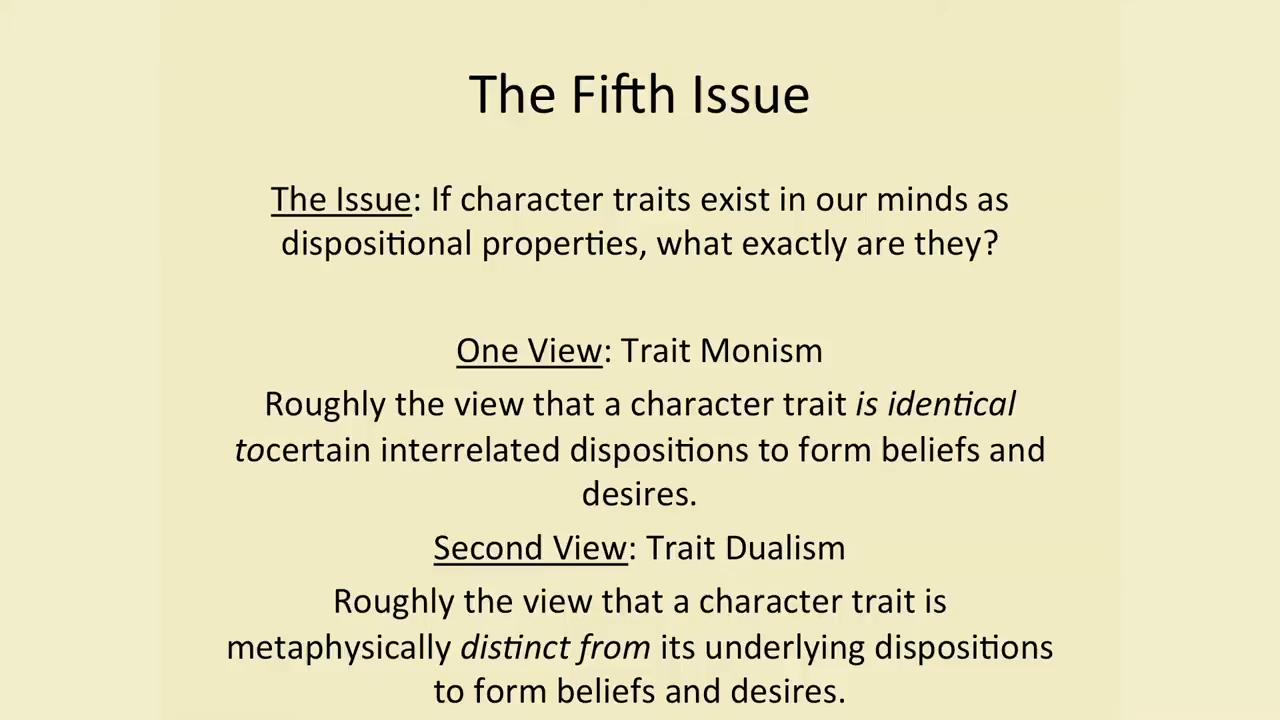 The Fifth Issue
The Issue: If character traits exist in our minds as
dispositional properties, what exactly are they?
One View: Trait Monism
Roughly the view that a character trait is identical
tocertain interrelated dispositions to form beliefs and
desires.
Second View: Trait Dualism
Roughly the view that a character trait is
metaphysically distinct from its underlying dispositions
to form beliefs and desires.